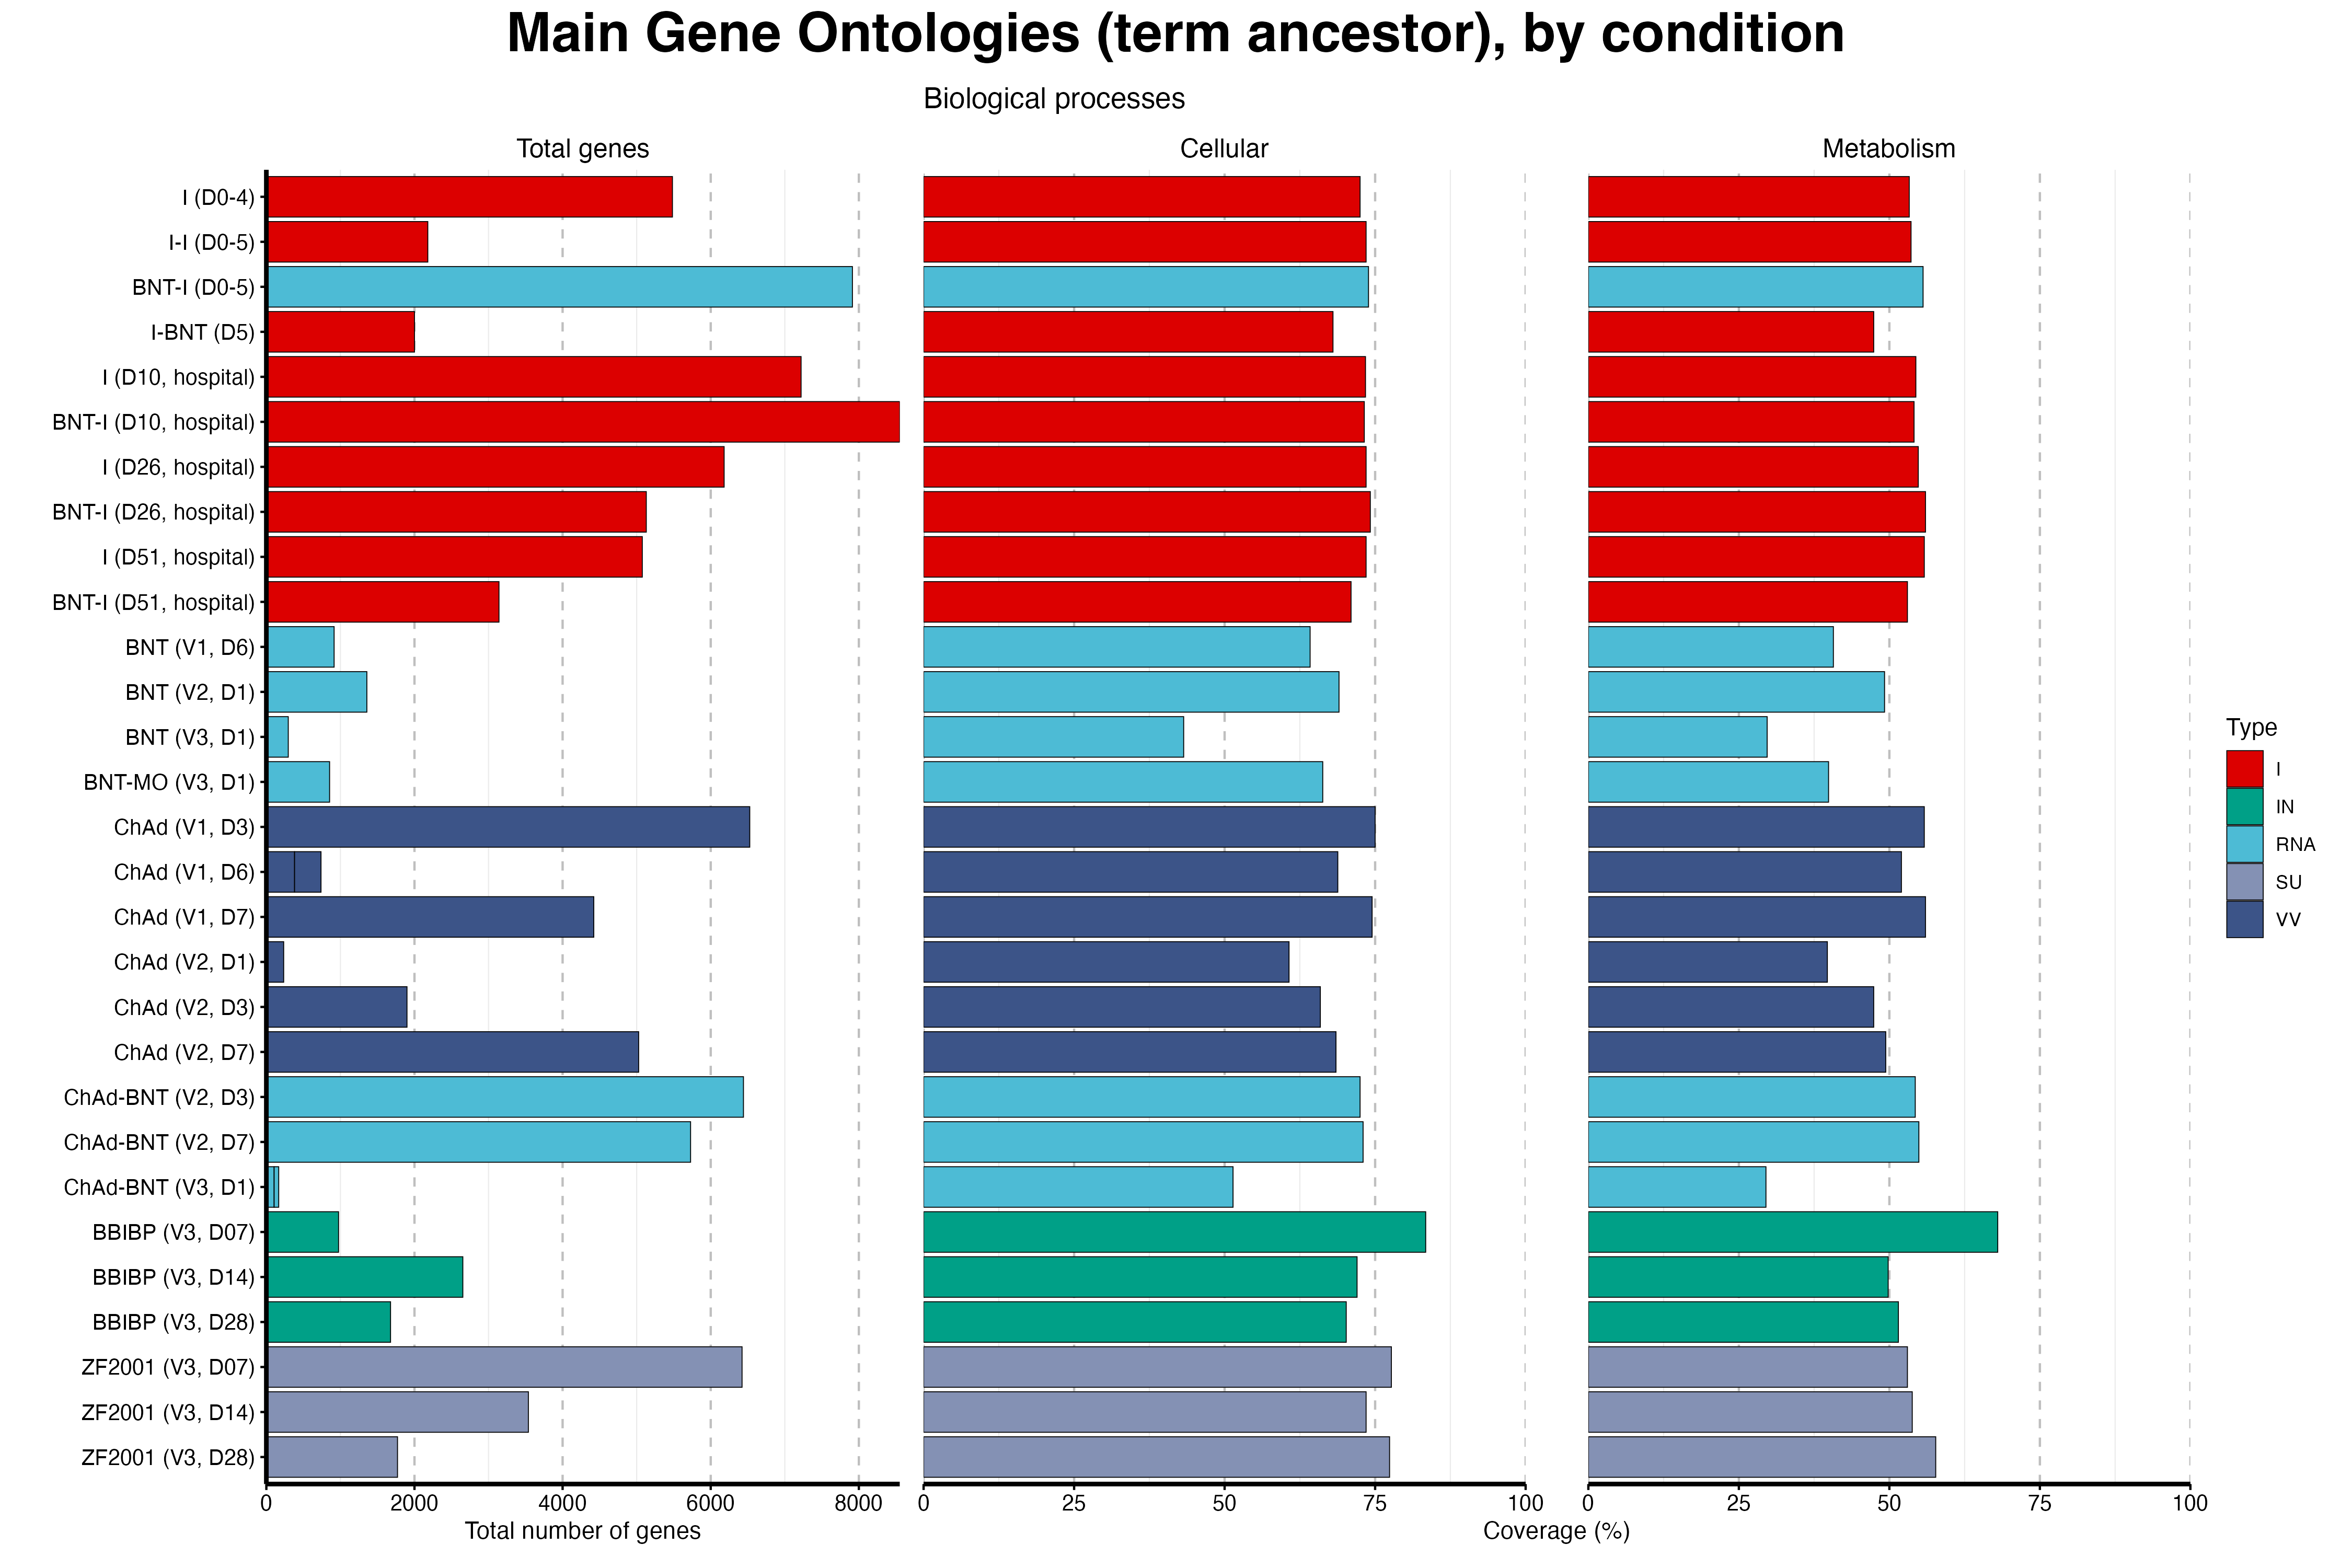 Main Gene Ontologies (term ancestor), by condition
Biological processes
Total genes
Cellular
Metabolism
I (D0-4)
I-I (D0-5)
BNT-I (D0-5)
I-BNT (D5)
I (D10, hospital)
BNT-I (D10, hospital)
I (D26, hospital)
BNT-I (D26, hospital)
I (D51, hospital)
BNT-I (D51, hospital)
BNT (V1, D6)
BNT (V2, D1)
BNT (V3, D1)
BNT-MO (V3, D1)
ChAd (V1, D3)
ChAd (V1, D6)
ChAd (V1, D7)
ChAd (V2, D1)
ChAd (V2, D3)
ChAd (V2, D7)
ChAd-BNT (V2, D3)
ChAd-BNT (V2, D7)
ChAd-BNT (V3, D1)
BBIBP (V3, D07)
BBIBP (V3, D14)
BBIBP (V3, D28)
ZF2001 (V3, D07)
ZF2001 (V3, D14)
ZF2001 (V3, D28)
0 2000 4000 6000 8000
0 25 50 75 100
0 25 50 75 100
Total number of genes
Coverage (%)
Type
I
IN
RNA
SU
VV